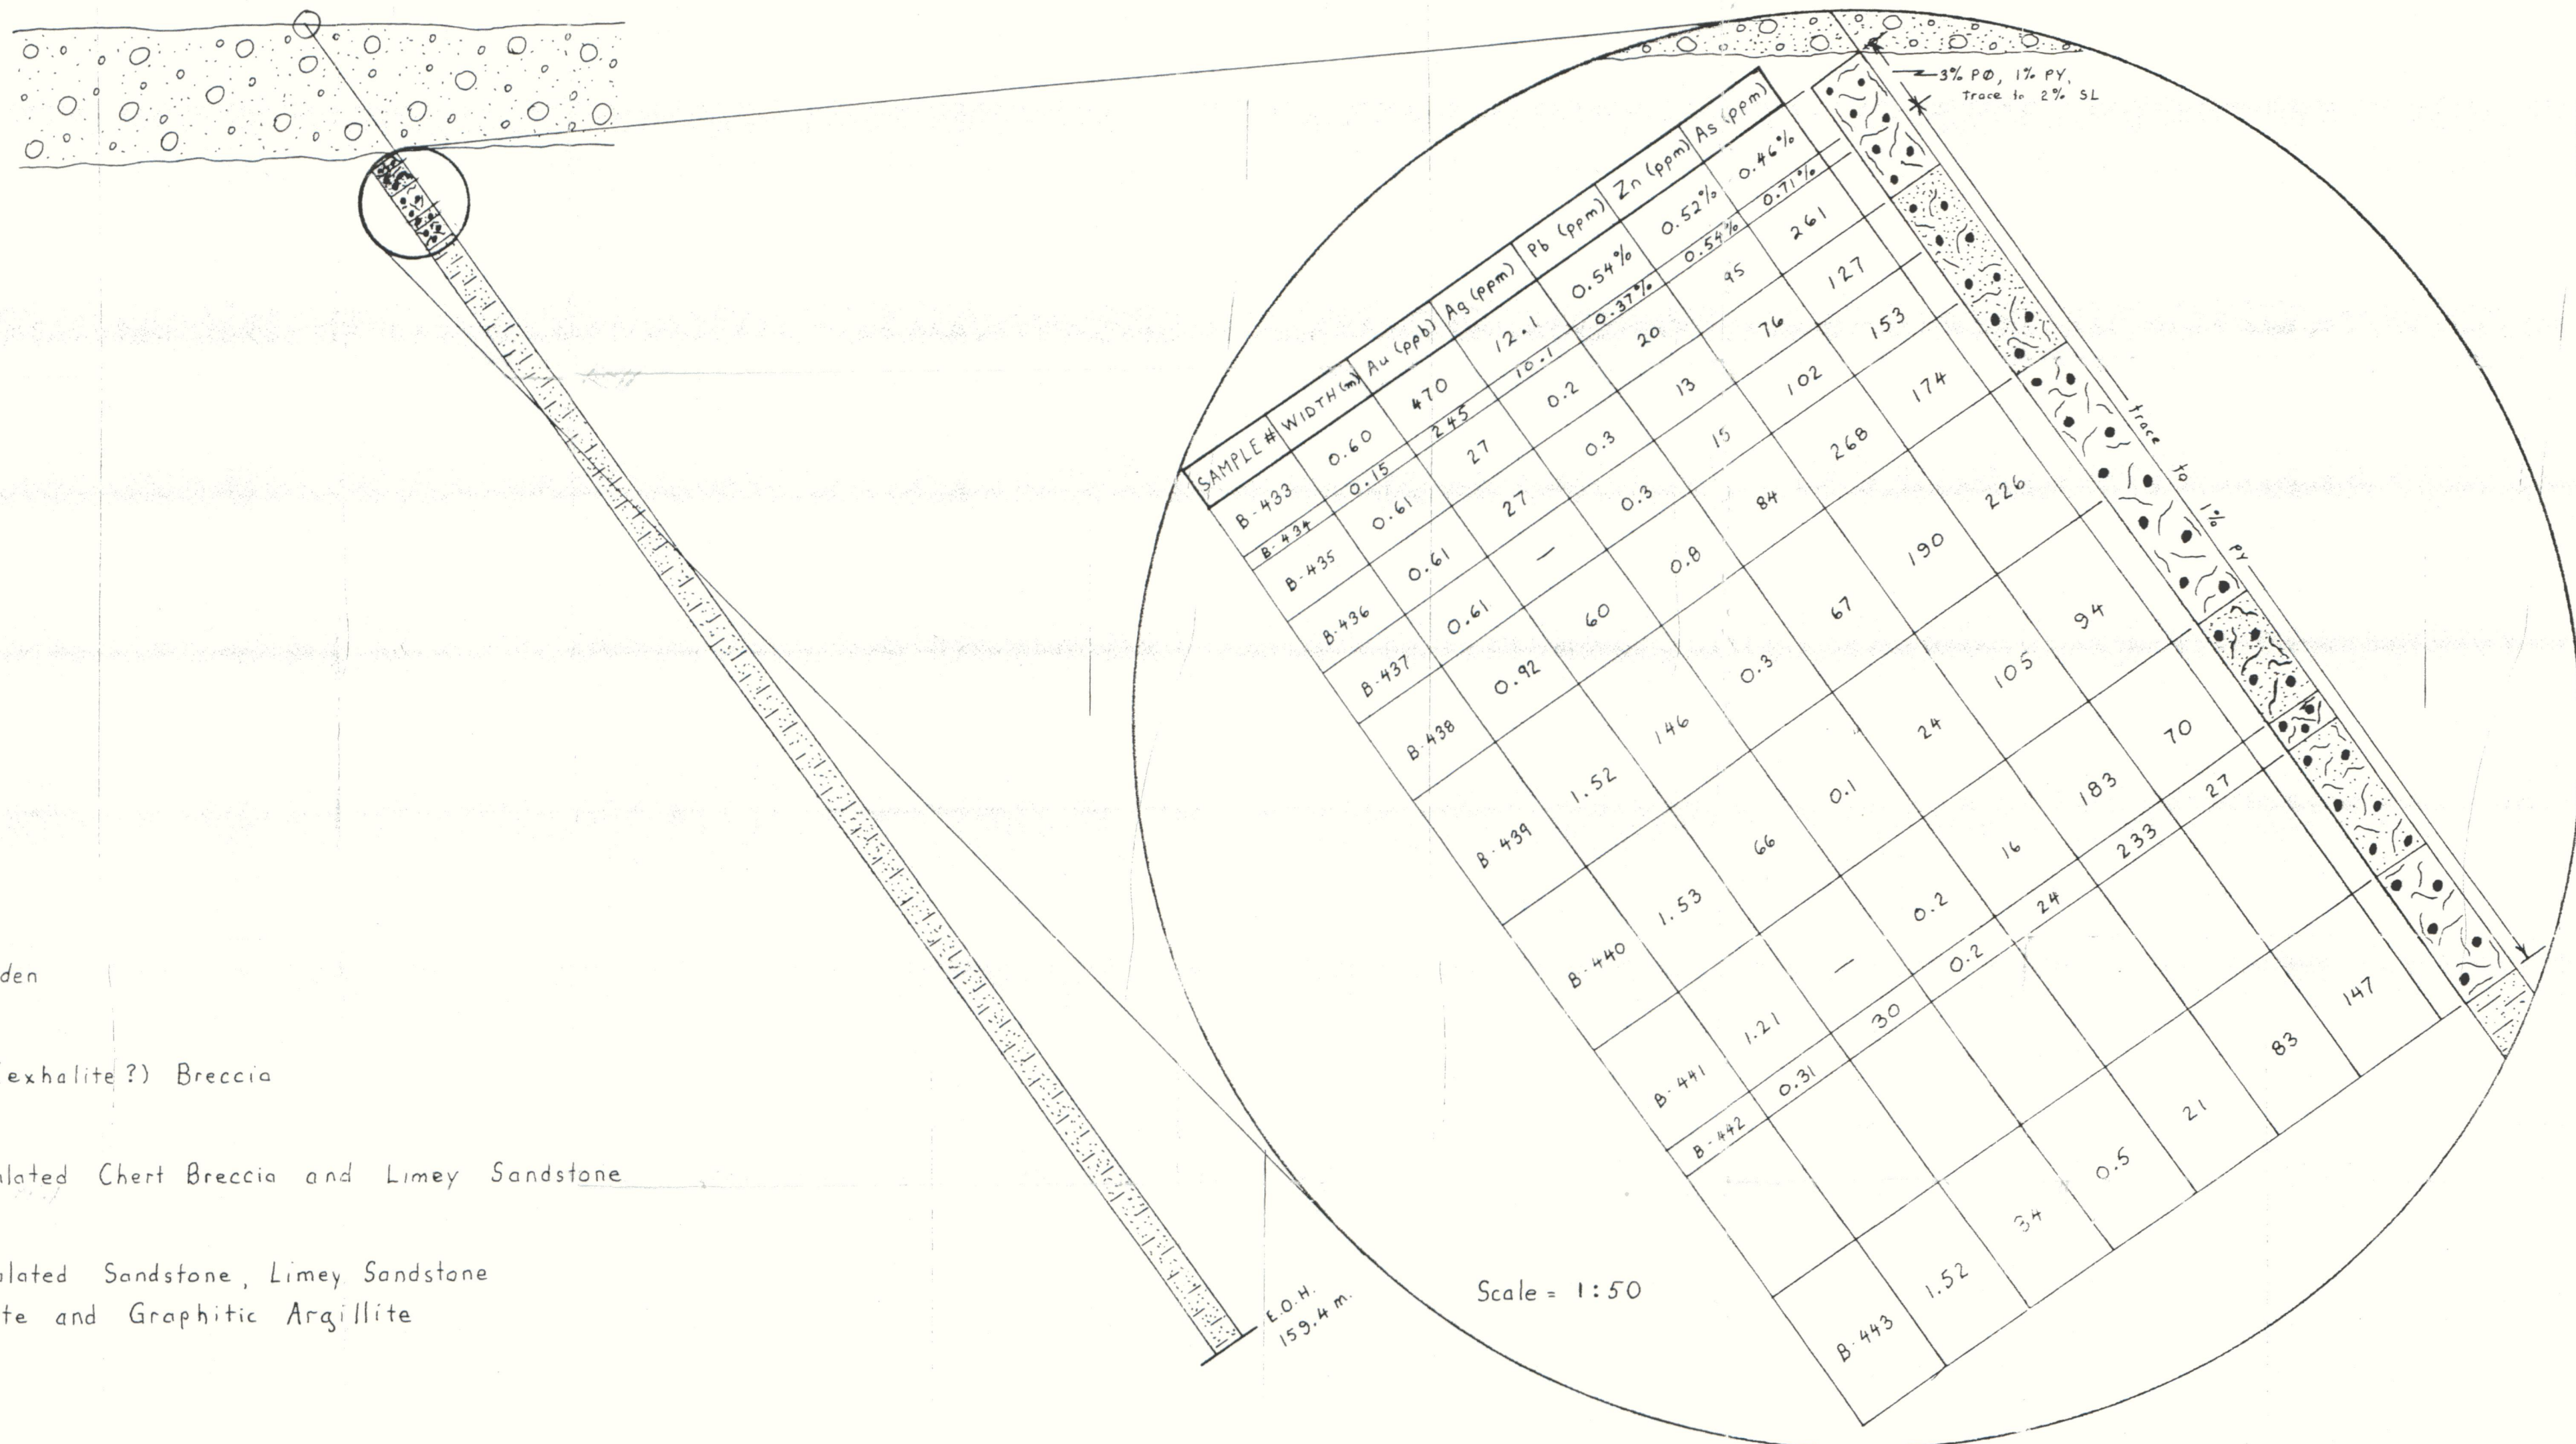 3% PO, 1% PY,
trace to 2% SL
SAMPLE # WIDTH (m) Au (ppb) Ag (ppm) Pb (ppm) Zn (ppm) As (ppm)
B-433 0.60 470 12.1 0.54% 0.52% 0.46%
B-434 0.15 245 10.1 0.37% 0.54% 0.71%
B-435 0.61 27 0.2 20 95 261
B-436 0.61 27 0.3 13 76 127
B-437 0.61 — 0.3 15 102 153
B-438 0.92 60 0.8 84 268 174
B-439 1.52 146 0.3 67 190 226
B-440 1.53 66 0.1 24 105 94
B-441 1.21 — 0.2 16 183 70
B-442 0.31 30 0.2 24 233 27
B-443 1.52 34 0.5 21 83 147
trace to 1% PY
den
exhalite?) Breccia
lated Chert Breccia and Limey Sandstone
lated Sandstone, Limey Sandstone
te and Graphitic Argillite
E.O.H.
159.4 m.
Scale = 1:50